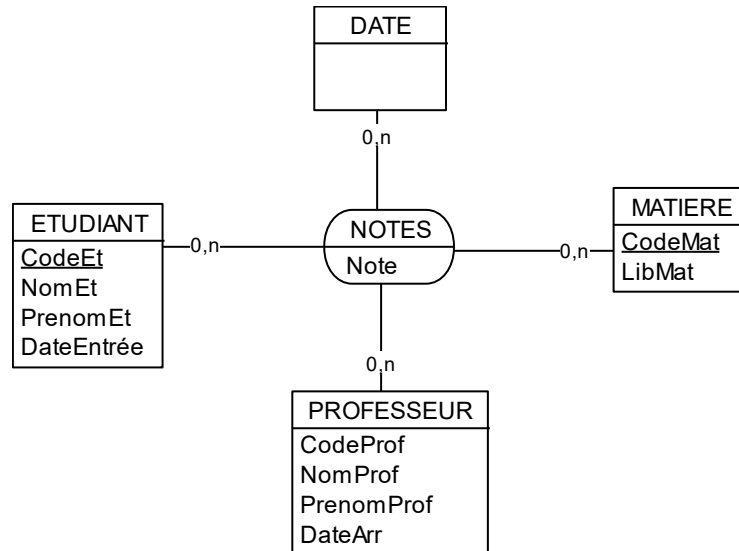 DATE
0,n
ETUDIANT
CodeEt
NomEt
PrenomEt
DateEntrée
0,n
NOTES
Note
0,n
MATIERE
CodeMat
LibMat
0,n
PROFESSEUR
CodeProf
NomProf
PrenomProf
DateArr